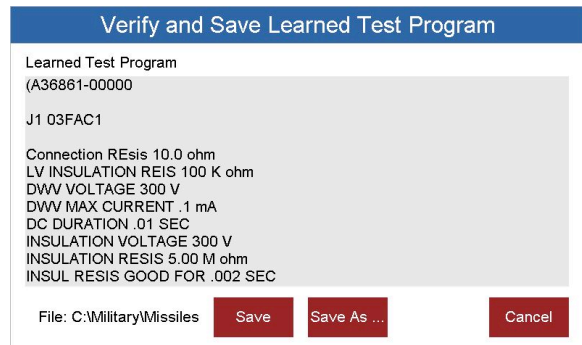 Verify and Save Learned Test Program
Learned Test Program
(A36861-00000
J1 03FAC1
Connection REsis 10.0 ohm
LV INSULATION REIS 100 K ohm
DWV VOLTAGE 300 V
DWV MAX CURRENT .1 mA
DC DURATION .01 SEC
INSULATION VOLTAGE 300 V
INSULATION RESIS 5.00 M ohm
INSUL RESIS GOOD FOR .002 SEC
File: C:\Military\Missiles Save Save As ... Cancel